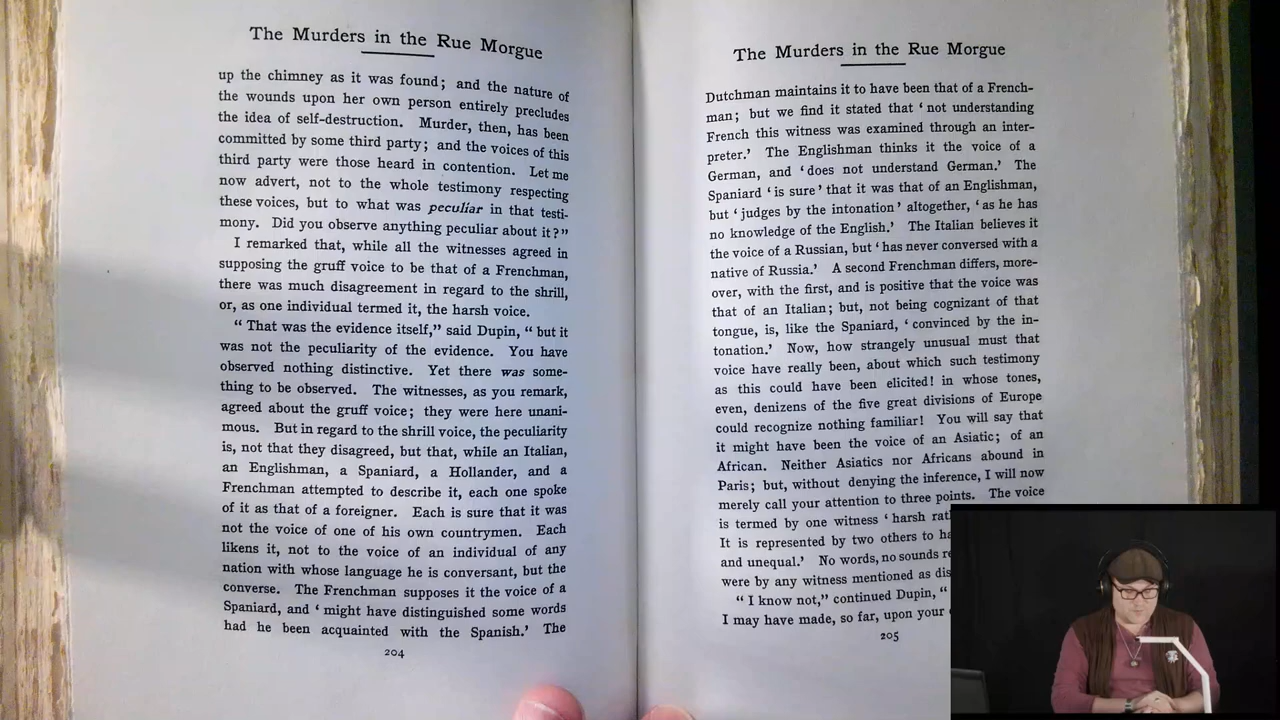 The Murders in the Rue Morgue
up the chimney as it was found; and the nature of
the wounds upon her own person entirely precludes
the idea of self-destruction. Murder, then, has been
committed by some third party; and the voices of this
third party were those heard in contention. Let me
now advert, not to the whole testimony respecting
these voices, but to what was peculiar in that testi-
mony. Did you observe anything peculiar about it?”
I remarked that, while all the witnesses agreed in
supposing the gruff voice to be that of a Frenchman,
there was much disagreement in regard to the shrill,
or, as one individual termed it, the harsh voice.
“ That was the evidence itself,” said Dupin, “ but it
was not the peculiarity of the evidence. You have
observed nothing distinctive. Yet there was some-
thing to be observed. The witnesses, as you remark,
agreed about the gruff voice; they were here unani-
mous. But in regard to the shrill voice, the peculiarity
is, not that they disagreed, but that, while an Italian,
an Englishman, a Spaniard, a Hollander, and a
Frenchman attempted to describe it, each one spoke
of it as that of a foreigner. Each is sure that it was
not the voice of one of his own countrymen. Each
likens it, not to the voice of an individual of any
nation with whose language he is conversant, but the
converse. The Frenchman supposes it the voice of a
Spaniard, and ‘ might have distinguished some words
had he been acquainted with the Spanish.’ The
204
The Murders in the Rue Morgue
Dutchman maintains it to have been that of a French-
man; but we find it stated that ‘ not understanding
French this witness was examined through an inter-
preter.’ The Englishman thinks it the voice of a
German, and ‘ does not understand German.’ The
Spaniard ‘ is sure ’ that it was that of an Englishman,
but ‘ judges by the intonation ’ altogether, ‘ as he has
no knowledge of the English.’ The Italian believes it
the voice of a Russian, but ‘ has never conversed with a
native of Russia.’ A second Frenchman differs, more-
over, with the first, and is positive that the voice was
that of an Italian; but, not being cognizant of that
tongue, is, like the Spaniard, ‘ convinced by the in-
tonation.’ Now, how strangely unusual must that
voice have really been, about which such testimony
as this could have been elicited! in whose tones,
even, denizens of the five great divisions of Europe
could recognize nothing familiar! You will say that
it might have been the voice of an Asiatic; of an
African. Neither Asiatics nor Africans abound in
Paris; but, without denying the inference, I will now
merely call your attention to three points. The voice
is termed by one witness ‘ harsh
It is represented by two others to
and unequal.’ No words, no sounds
were by any witness mentioned as
“ I know not,” continued Dupin, “
I may have made, so far, upon your
205